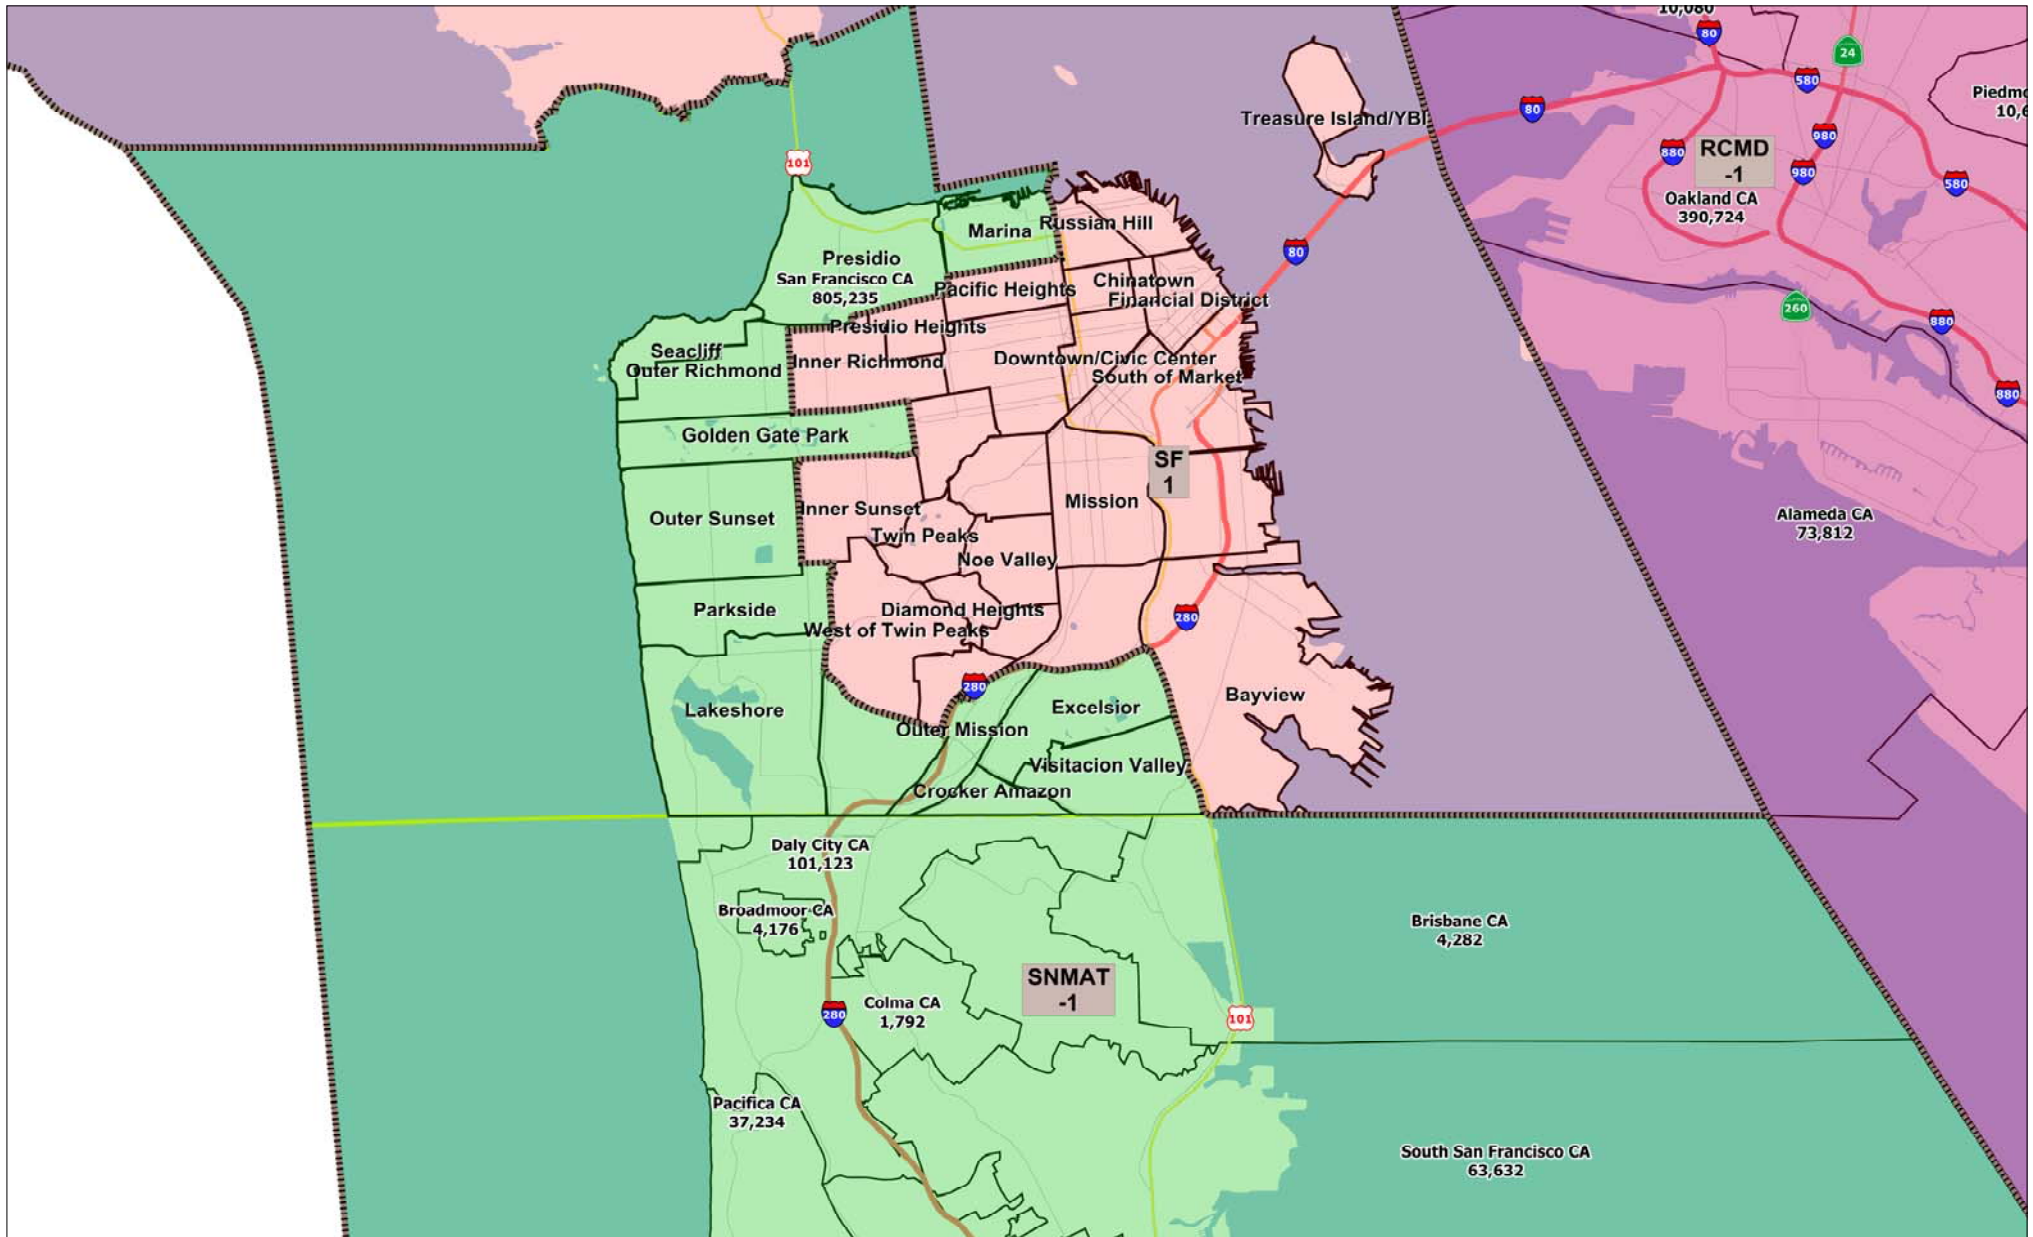 10,080
80
24
580
Piedmo
10,6
80
Treasure Island/YBI
980
880
RCMD
-1
980
580
101
Oakland CA
390,724
Marina
Russian Hill
80
Presidio
San Francisco CA
805,235
Pacific Heights
Chinatown
Financial District
260
880
Presidio Heights
Inner Richmond
Seacliff
Outer Richmond
Downtown/Civic Center
South of Market
880
Golden Gate Park
SF
1
Mission
Inner Sunset
Outer Sunset
Twin Peaks
Noe Valley
Alameda CA
73,812
Parkside
Diamond Heights
West of Twin Peaks
280
280
Bayview
Lakeshore
Excelsior
Outer Mission
Visitacion Valley
Crocker Amazon
Daly City CA
101,123
Broadmoor CA
4,176
Brisbane CA
4,282
SNMAT
-1
Colma CA
1,792
280
101
Pacifica CA
37,234
South San Francisco CA
63,632